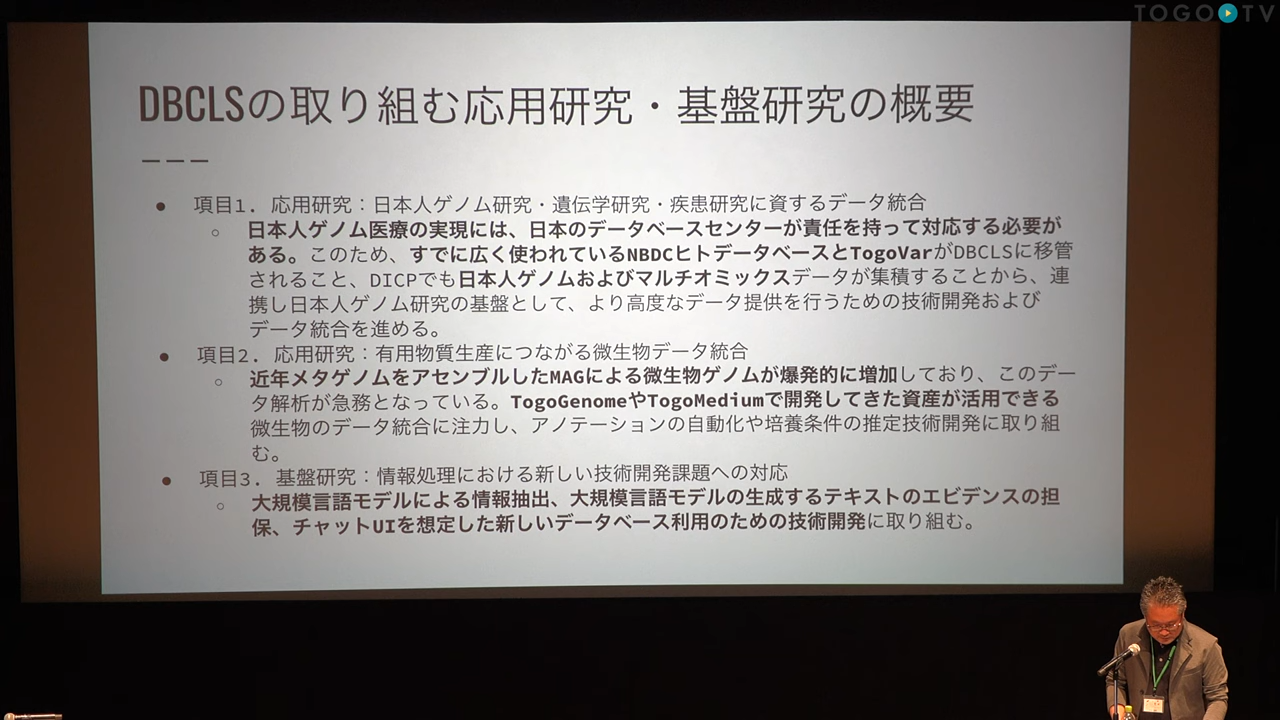 TOGO TV
DBCLSの取り組む応用研究・基盤研究の概要
● 項目1. 応用研究：日本人ゲノム研究・遺伝学研究・疾患研究に資するデータ統合
○ 日本人ゲノム医療の実現には、日本のデータベースセンターが責任を持って対応する必要が
ある。このため、すでに広く使われているNBDCヒトデータベースとTogoVarがDBCLSに移管
されること、DICPでも日本人ゲノムおよびマルチオミックスデータが集積することから、連
携し日本人ゲノム研究の基盤として、より高度なデータ提供を行うための技術開発および
データ統合を進める。
● 項目2. 応用研究：有用物質生産につながる微生物データ統合
○ 近年メタゲノムをアセンブルしたMAGによる微生物ゲノムが爆発的に増加しており、このデー
タ解析が急務となっている。TogoGenomeやTogoMediumで開発してきた資産が活用できる
微生物のデータ統合に注力し、アノテーションの自動化や培養条件の推定技術開発に取り組
む。
● 項目3. 基盤研究：情報処理における新しい技術開発課題への対応
○ 大規模言語モデルによる情報抽出、大規模言語モデルの生成するテキストのエビデンスの担
保、チャットUIを想定した新しいデータベース利用のための技術開発に取り組む。